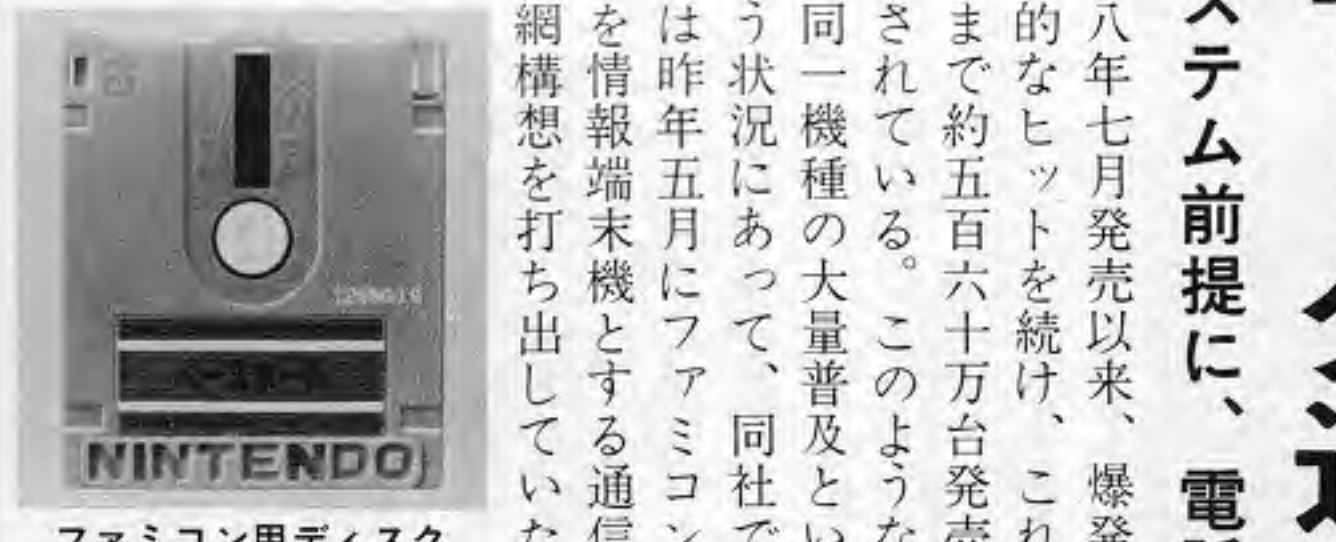 ステム前提に、電
八年七月発売以来、爆発
的なヒットを続け、これ
まで約五百六十万台発売
されている。このような
同一機種の大量普及とい
う状況にあって、同社で
は昨年五月にファミコン
を情報端末機とする通信
網構想を打ち出していた
NINTENDO
ファミコン用ディスク